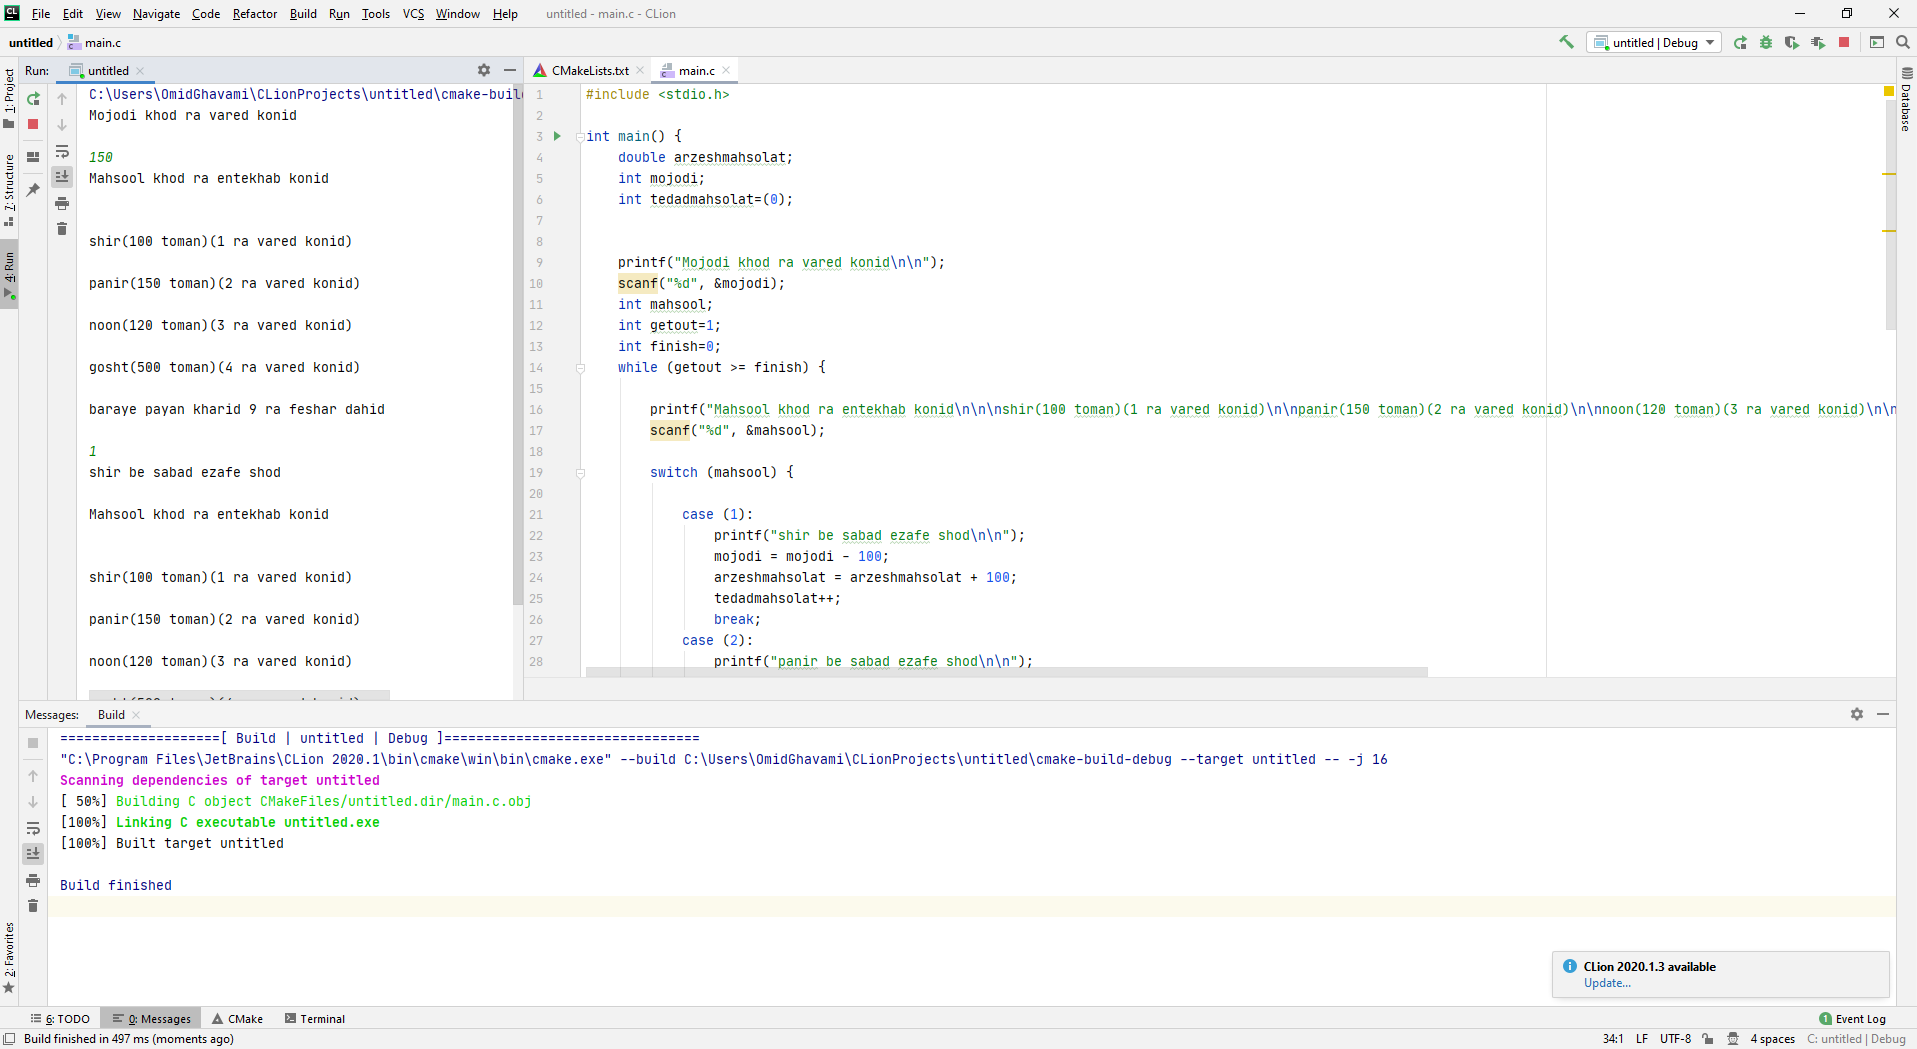 CL File Edit View Navigate Code Refactor Build Run Tools VCS Window Help untitled - main.c - CLion
untitled main.c untitled | Debug
Run: untitled
1: Project
7: Structure
4: Run
2: Favorites
C:\Users\OmidGhavami\CLionProjects\untitled\cmake-buil
Mojodi khod ra vared konid
150
Mahsool khod ra entekhab konid
shir(100 toman)(1 ra vared konid)
panir(150 toman)(2 ra vared konid)
noon(120 toman)(3 ra vared konid)
gosht(500 toman)(4 ra vared konid)
baraye payan kharid 9 ra feshar dahid
1
shir be sabad ezafe shod
Mahsool khod ra entekhab konid
shir(100 toman)(1 ra vared konid)
panir(150 toman)(2 ra vared konid)
noon(120 toman)(3 ra vared konid)
CMakeLists.txt main.c
1 #include <stdio.h>
2
3 int main() {
4 double arzeshmahsolat;
5 int mojodi;
6 int tedadmahsolat=(0);
7
8
9 printf("Mojodi khod ra vared konid\n\n");
10 scanf("%d", &mojodi);
11 int mahsool;
12 int getout=1;
13 int finish=0;
14 while (getout >= finish) {
15
16 printf("Mahsool khod ra entekhab konid\n\n\nshir(100 toman)(1 ra vared konid)\n\npanir(150 toman)(2 ra vared konid)\n\nnoon(120 toman)(3 ra vared konid)\n\n
17 scanf("%d", &mahsool);
18
19 switch (mahsool) {
20
21 case (1):
22 printf("shir be sabad ezafe shod\n\n");
23 mojodi = mojodi - 100;
24 arzeshmahsolat = arzeshmahsolat + 100;
25 tedadmahsolat++;
26 break;
27 case (2):
28 printf("panir be sabad ezafe shod\n\n");
Database
Messages: Build
====================[ Build | untitled | Debug ]================================
"C:\Program Files\JetBrains\CLion 2020.1\bin\cmake\win\bin\cmake.exe" --build C:\Users\OmidGhavami\CLionProjects\untitled\cmake-build-debug --target untitled -- -j 16
Scanning dependencies of target untitled
[ 50%] Building C object CMakeFiles/untitled.dir/main.c.obj
[100%] Linking C executable untitled.exe
[100%] Built target untitled
Build finished
CLion 2020.1.3 available
Update...
6: TODO 0: Messages CMake Terminal 1 Event Log
Build finished in 497 ms (moments ago) 34:1 LF UTF-8 4 spaces C: untitled | Debug